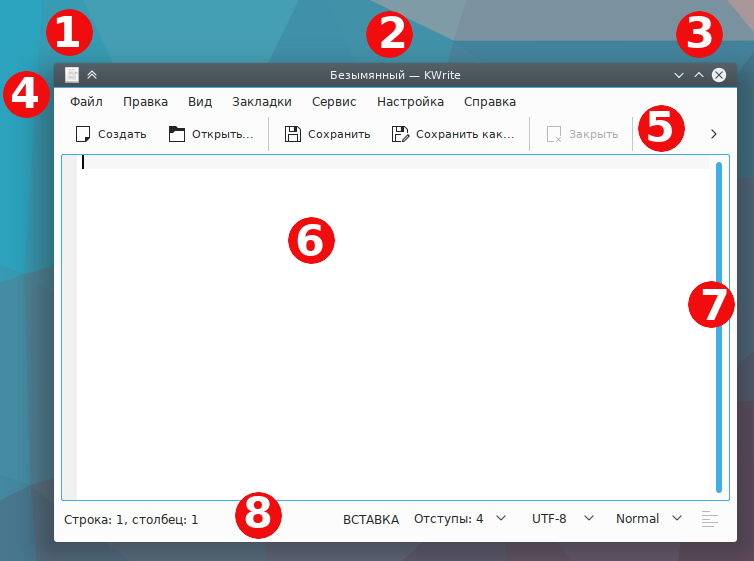 1 2 3
Безымянный — KWrite
4
Файл Правка Вид Закладки Сервис Настройка Справка
Создать Открыть... Сохранить Сохранить как... Закрыть 5
6
7
8
Строка: 1, столбец: 1 ВСТАВКА Отступы: 4 UTF-8 Normal